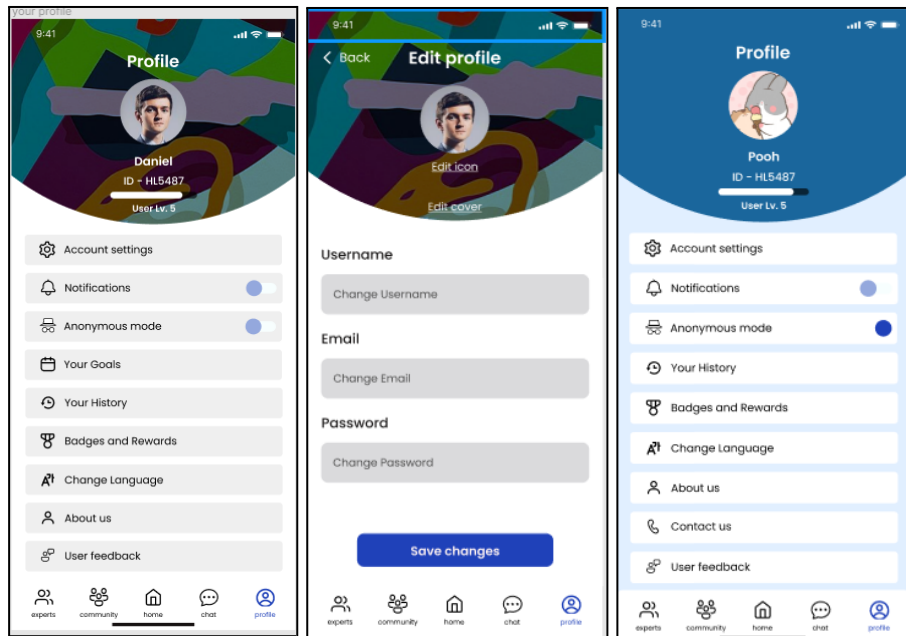 your profile
9:41
Profile
Daniel
ID - HL5487
User Lv. 5
Account settings
Notifications
Anonymous mode
Your Goals
Your History
Badges and Rewards
Change Language
About us
User feedback
experts community home chat profile
9:41
Back Edit profile
Edit icon
Edit cover
Username
Change Username
Email
Change Email
Password
Change Password
Save changes
experts community home chat profile
9:41
Profile
Pooh
ID - HL5487
User Lv. 5
Account settings
Notifications
Anonymous mode
Your History
Badges and Rewards
Change Language
About us
Contact us
User feedback
experts community home chat profile